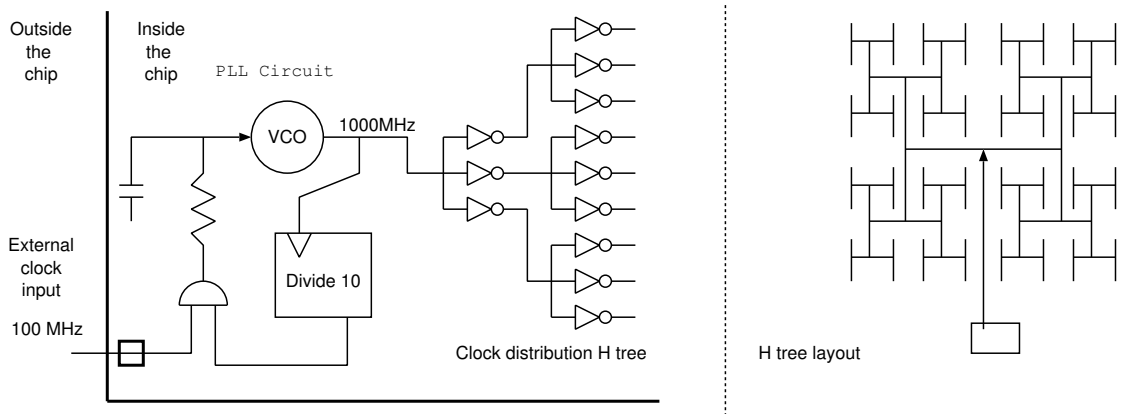 Outside
the
chip
Inside
the
chip
PLL Circuit
VCO
1000MHz
Divide 10
External
clock
input
100 MHz
Clock distribution H tree
H tree layout